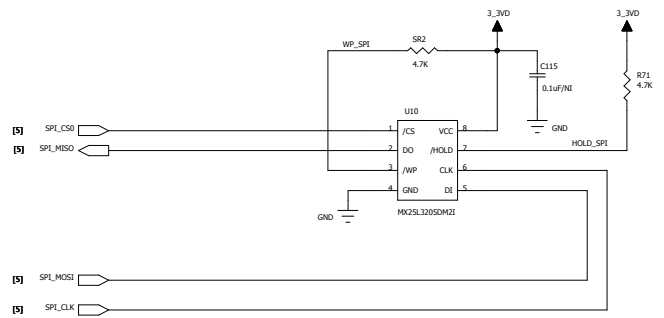 3_3VD
3_3VD
WP_SPI
SR2
4.7K
C115
0.1uF/NI
R71
4.7K
U10
GND
[5] SPI_CS0 1 /CS VCC 8
[5] SPI_MISO 2 DO /HOLD 7 HOLD_SPI
3 /WP CLK 6
4 GND DI 5
GND
MX25L3205DM2I
[5] SPI_MOSI
[5] SPI_CLK